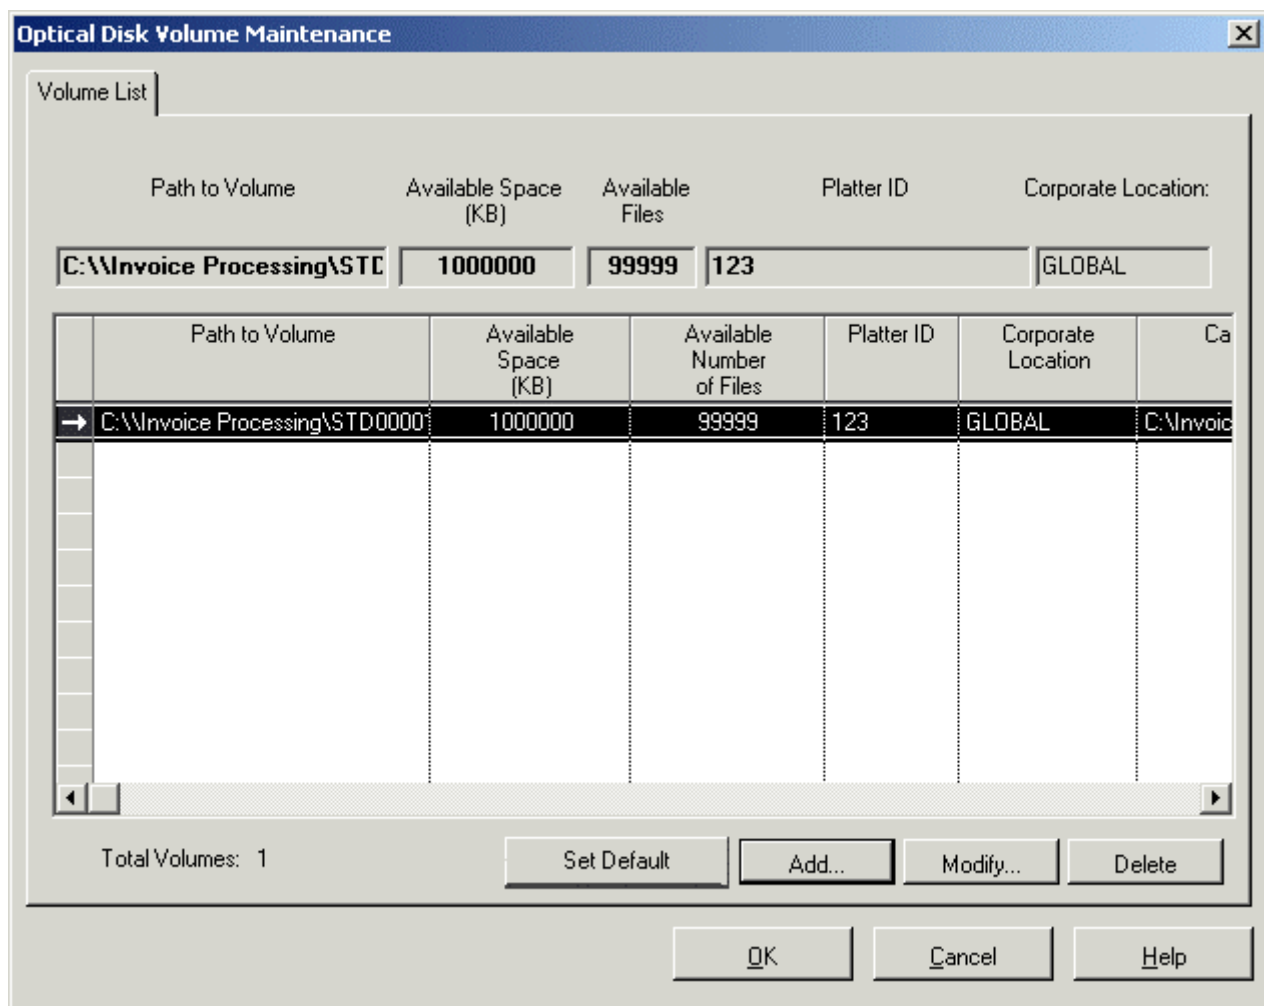 Optical Disk Volume Maintenance
Volume List
Path to Volume Available Space (KB) Available Files Platter ID Corporate Location:
C:\\Invoice Processing\STD 1000000 99999 123 GLOBAL
Path to Volume Available Space (KB) Available Number of Files Platter ID Corporate Location Ca
C:\\Invoice Processing\STD0000 1000000 99999 123 GLOBAL C:\Invoic
Total Volumes: 1 Set Default Add... Modify... Delete
OK Cancel Help